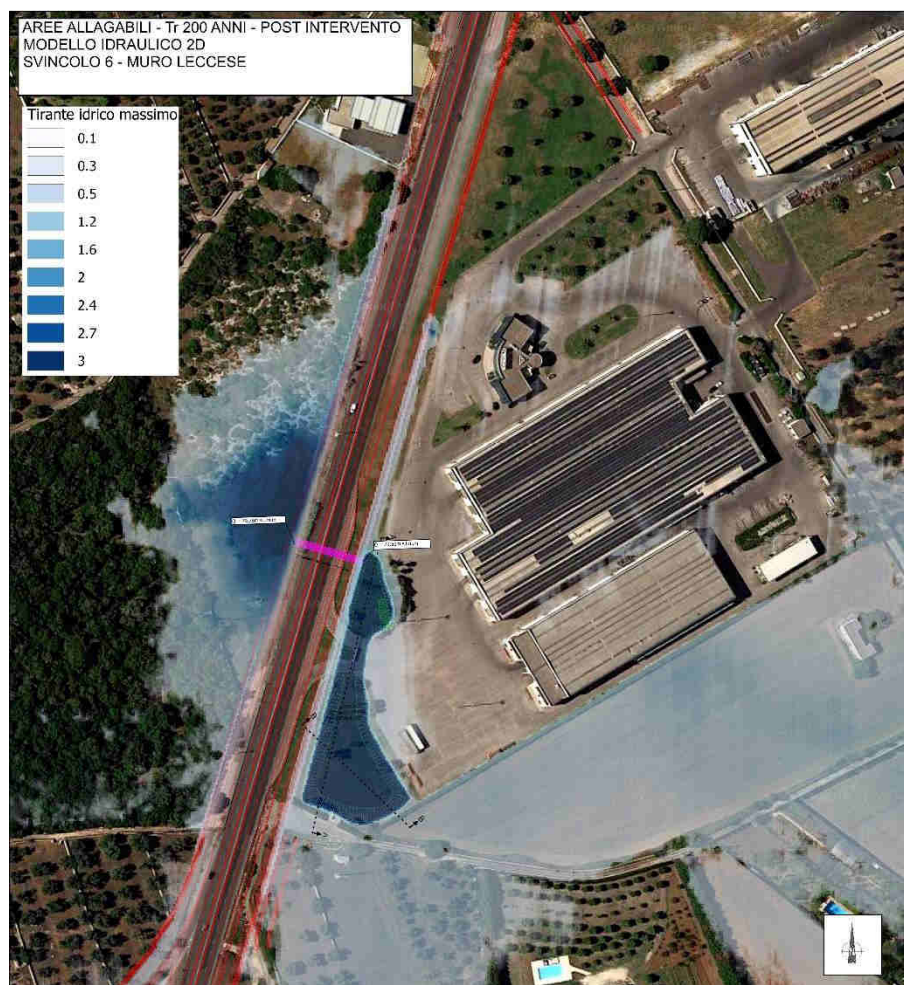 AREE ALLAGABILI - Tr 200 ANNI - POST INTERVENTO
MODELLO IDRAULICO 2D
SVINCOLO 6 - MURO LECCESE
Tirante idrico massimo
0.1
0.3
0.5
1.2
1.6
2
2.4
2.7
3